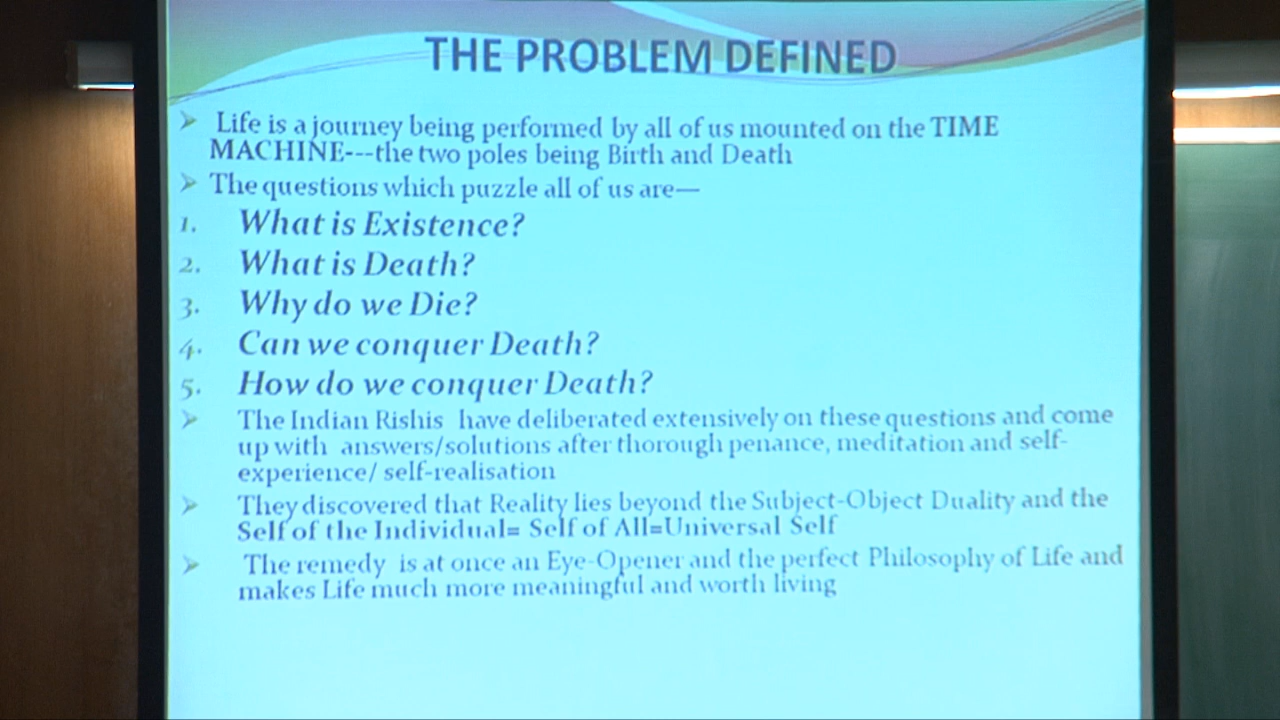 THE PROBLEM DEFINED
➢ Life is a journey being performed by all of us mounted on the TIME
MACHINE---the two poles being Birth and Death
➢ The questions which puzzle all of us are—
1. What is Existence?
2. What is Death?
3. Why do we Die?
4. Can we conquer Death?
5. How do we conquer Death?
➢ The Indian Rishis have deliberated extensively on these questions and come
up with answers/solutions after thorough penance, meditation and self-
experience/ self-realisation
➢ They discovered that Reality lies beyond the Subject-Object Duality and the
Self of the Individual= Self of All=Universal Self
➢ The remedy is at once an Eye-Opener and the perfect Philosophy of Life and
makes Life much more meaningful and worth living